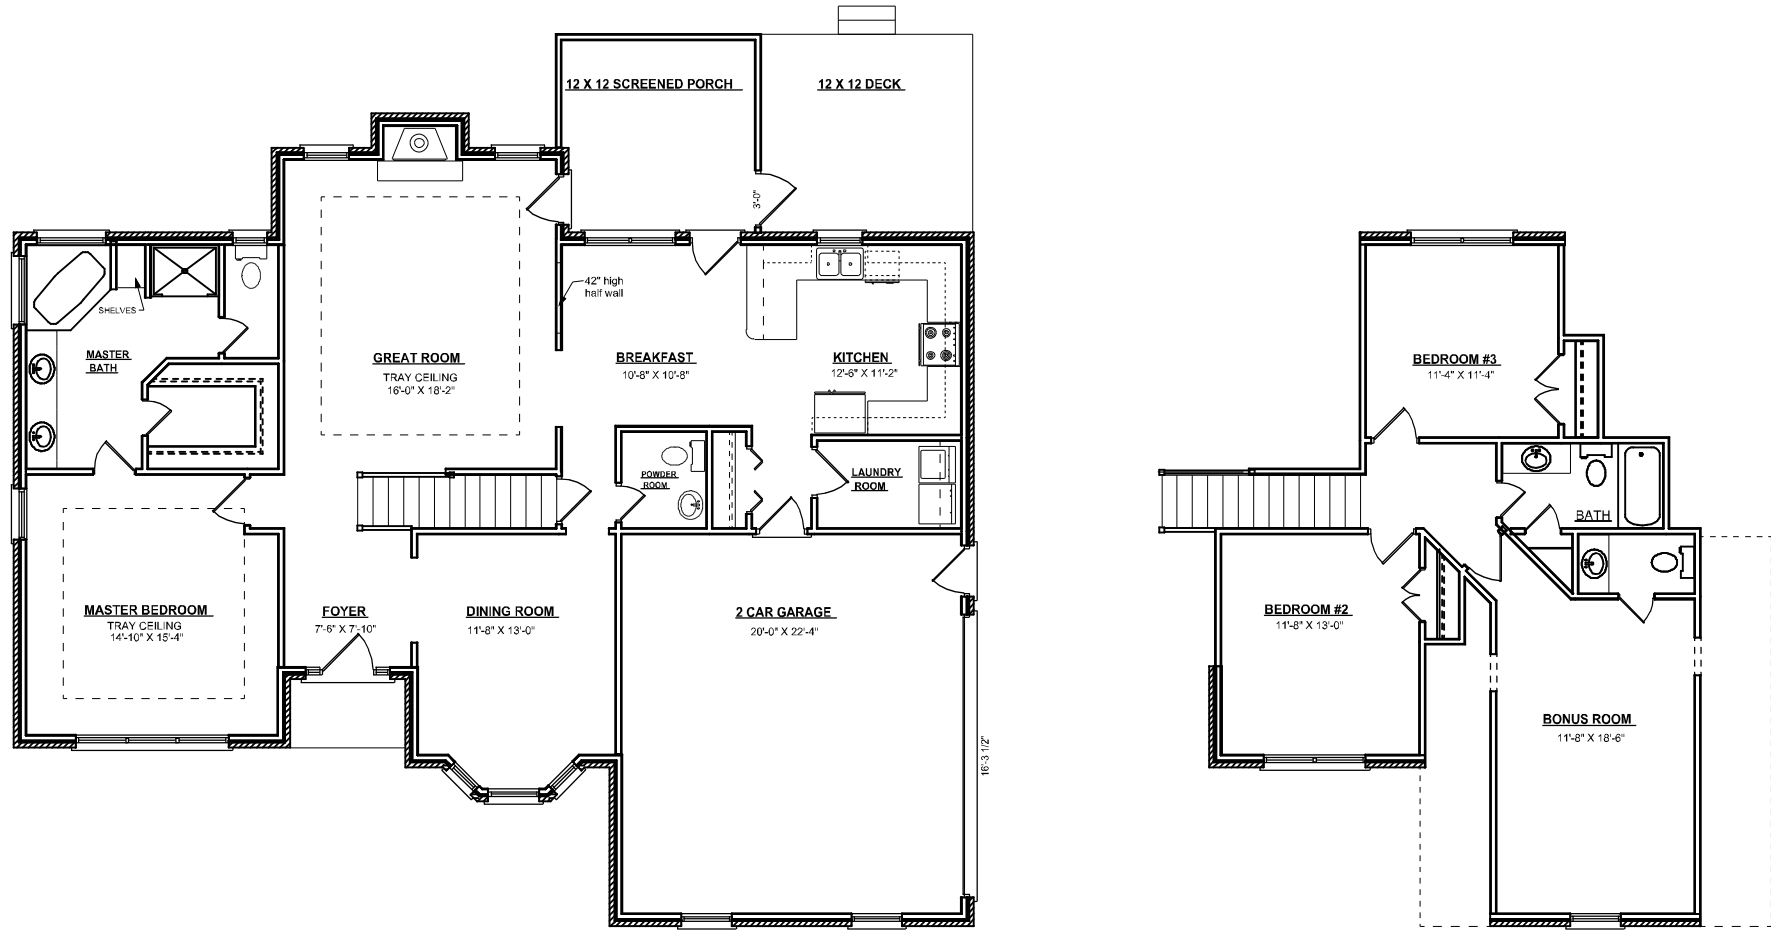 12 X 12 SCREENED PORCH
12 X 12 DECK
3'-0"
42" high
half wall
SHELVES
MASTER
BATH
GREAT ROOM
TRAY CEILING
16'-0" X 18'-2"
BREAKFAST
10'-8" X 10'-8"
KITCHEN
12'-6" X 11'-2"
POWDER
ROOM
LAUNDRY
ROOM
MASTER BEDROOM
TRAY CEILING
14'-10" X 15'-4"
FOYER
7'-6" X 7'-10"
DINING ROOM
11'-8" X 13'-0"
2 CAR GARAGE
20'-0" X 22'-4"
16'-3 1/2"
BEDROOM #3
11'-4" X 11'-4"
BATH
BEDROOM #2
11'-8" X 13'-0"
BONUS ROOM
11'-8" X 18'-6"